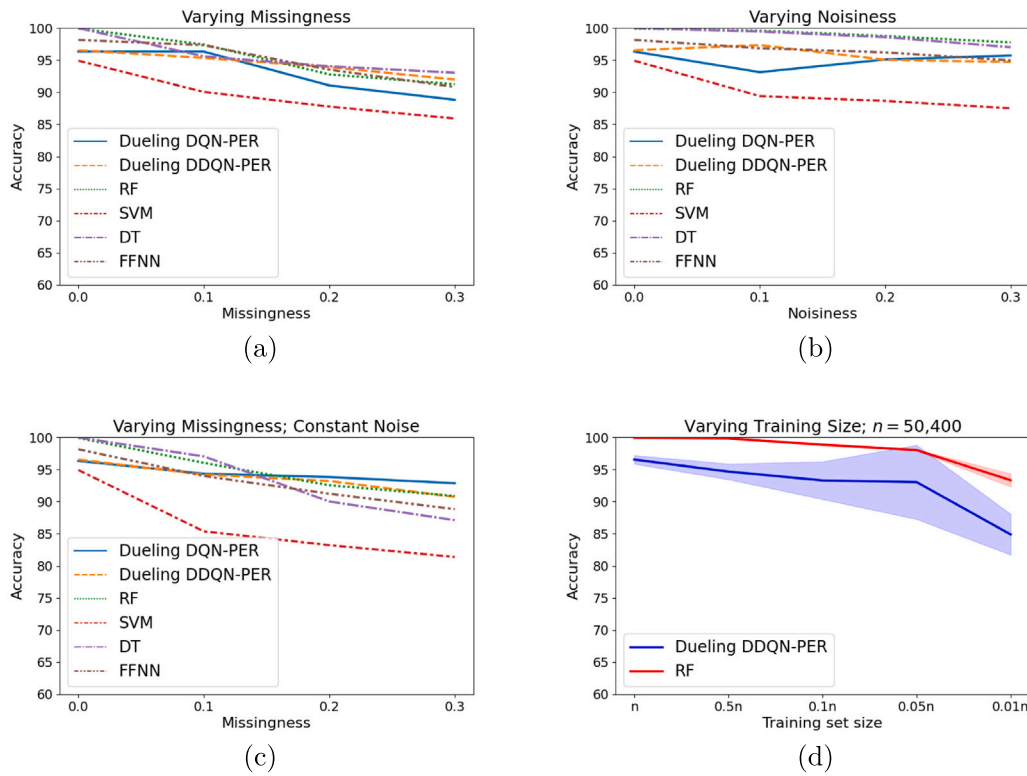 Varying Missingness
Accuracy
100
95
90
85
80
75
70
65
60
Dueling DQN-PER
Dueling DDQN-PER
RF
SVM
DT
FFNN
0.0 0.1 0.2 0.3
Missingness
(a)
Varying Noisiness
Accuracy
100
95
90
85
80
75
70
65
60
Dueling DQN-PER
Dueling DDQN-PER
RF
SVM
DT
FFNN
0.0 0.1 0.2 0.3
Noisiness
(b)
Varying Missingness; Constant Noise
Accuracy
100
95
90
85
80
75
70
65
60
Dueling DQN-PER
Dueling DDQN-PER
RF
SVM
DT
FFNN
0.0 0.1 0.2 0.3
Missingness
(c)
Varying Training Size; n = 50,400
Accuracy
100
95
90
85
80
75
70
65
60
Dueling DDQN-PER
RF
n 0.5n 0.1n 0.05n 0.01n
Training set size
(d)